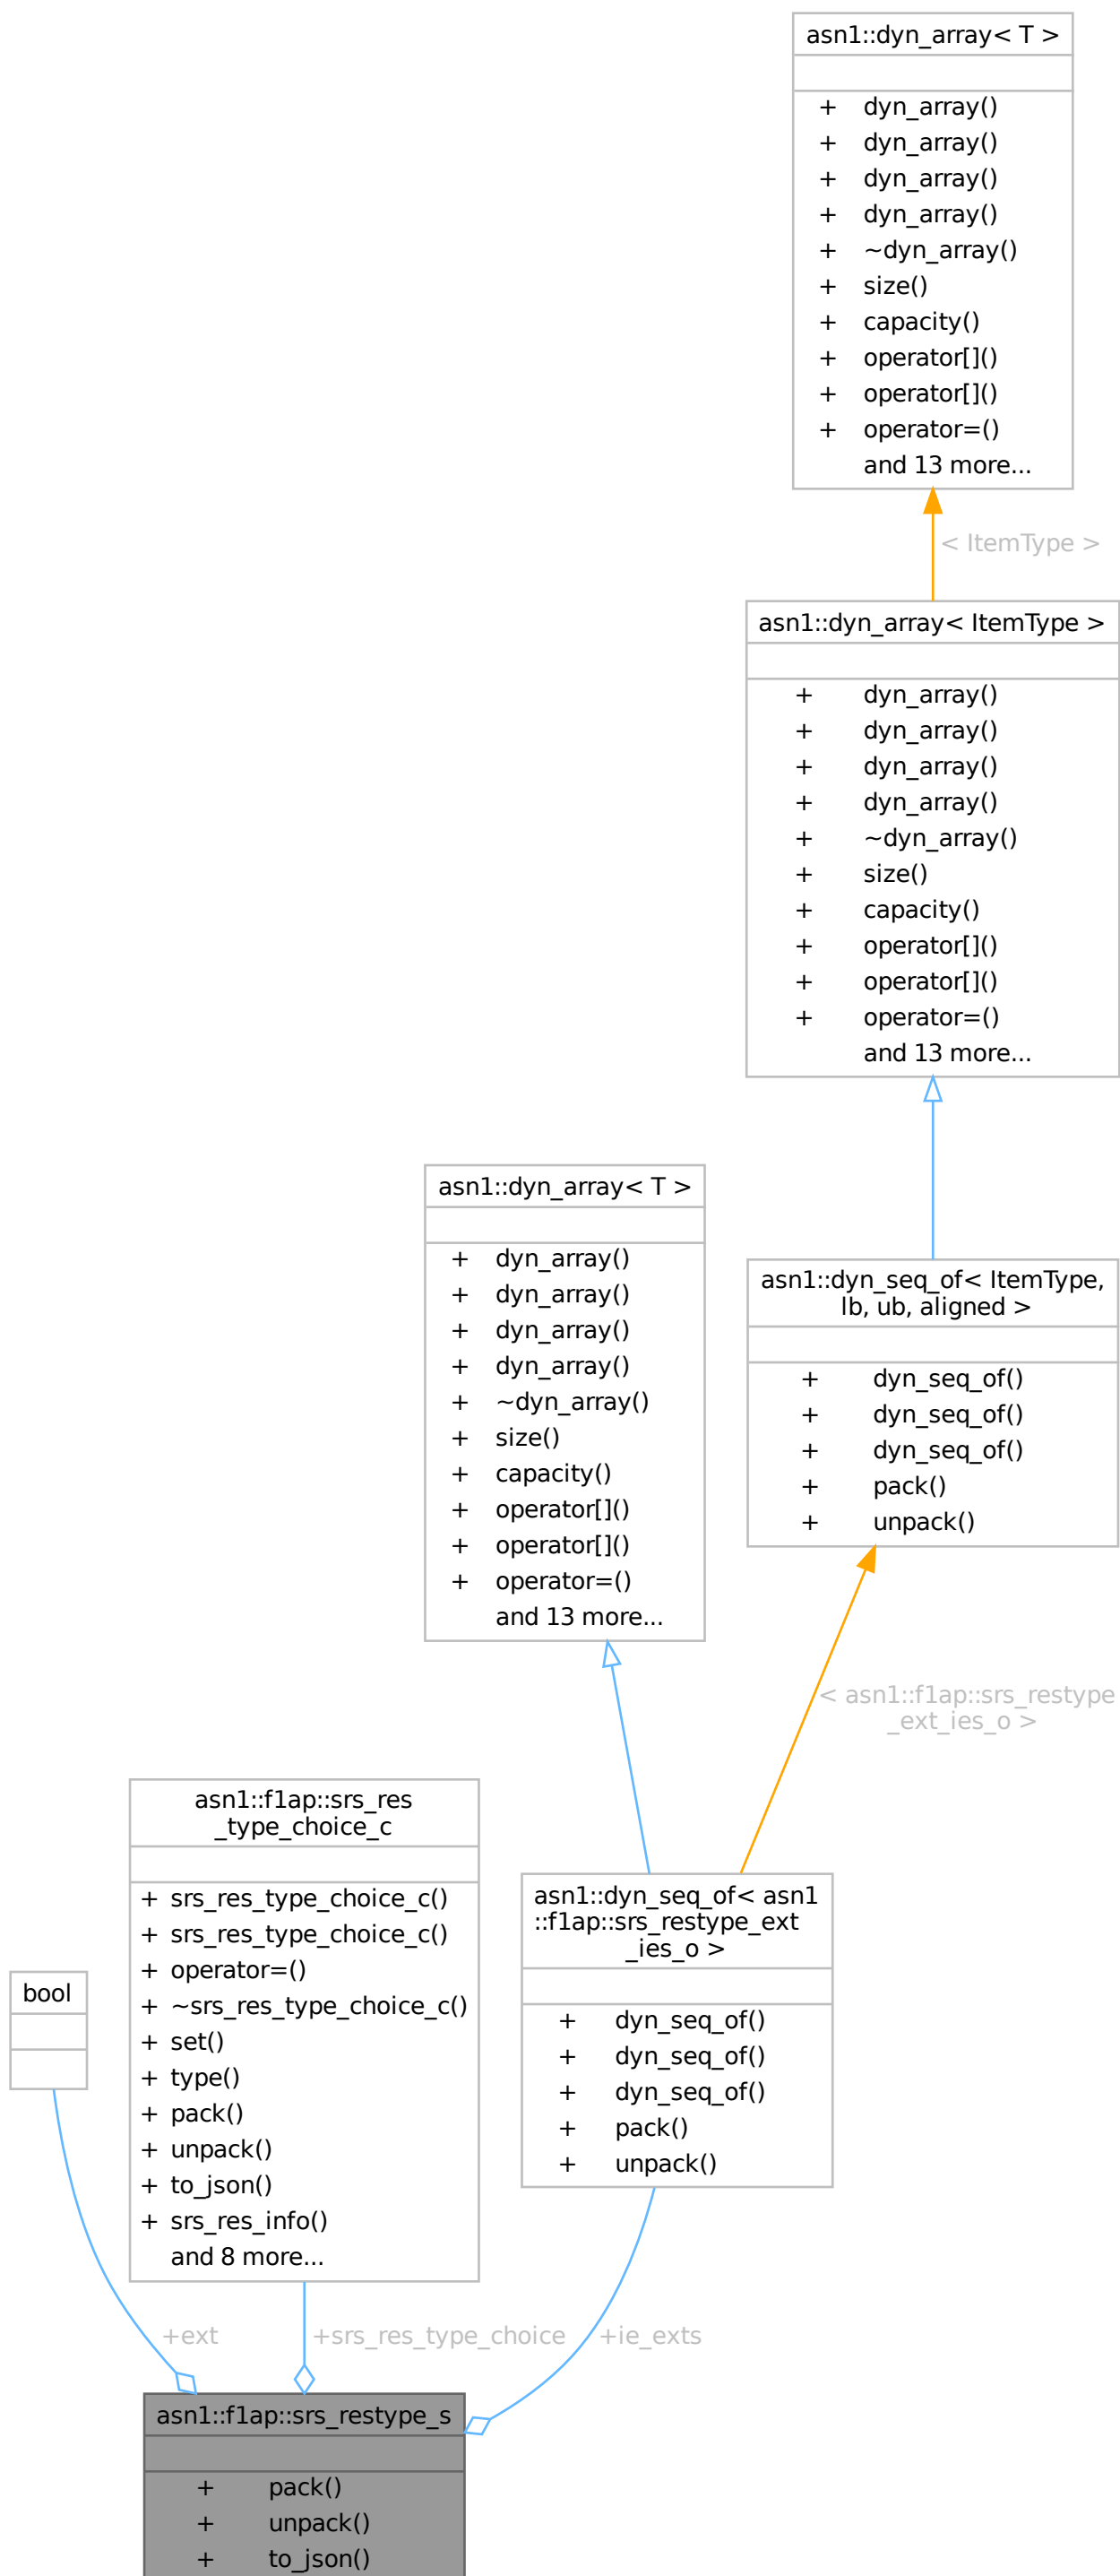 asn1::dyn_array< T >
+ dyn_array()
+ dyn_array()
+ dyn_array()
+ dyn_array()
+ ~dyn_array()
+ size()
+ capacity()
+ operator[]()
+ operator[]()
+ operator=()
and 13 more...
< ItemType >
asn1::dyn_array< ItemType >
+ dyn_array()
+ dyn_array()
+ dyn_array()
+ dyn_array()
+ ~dyn_array()
+ size()
+ capacity()
+ operator[]()
+ operator[]()
+ operator=()
and 13 more...
asn1::dyn_array< T >
+ dyn_array()
+ dyn_array()
+ dyn_array()
+ dyn_array()
+ ~dyn_array()
+ size()
+ capacity()
+ operator[]()
+ operator[]()
+ operator=()
and 13 more...
asn1::dyn_seq_of< ItemType,
lb, ub, aligned >
+ dyn_seq_of()
+ dyn_seq_of()
+ dyn_seq_of()
+ pack()
+ unpack()
< asn1::f1ap::srs_restype
_ext_ies_o >
asn1::f1ap::srs_res
_type_choice_c
+ srs_res_type_choice_c()
+ srs_res_type_choice_c()
+ operator=()
+ ~srs_res_type_choice_c()
+ set()
+ type()
+ pack()
+ unpack()
+ to_json()
+ srs_res_info()
and 8 more...
asn1::dyn_seq_of< asn1
::f1ap::srs_restype_ext
_ies_o >
+ dyn_seq_of()
+ dyn_seq_of()
+ dyn_seq_of()
+ pack()
+ unpack()
bool
+ext
+srs_res_type_choice
+ie_exts
asn1::f1ap::srs_restype_s
+ pack()
+ unpack()
+ to_json()